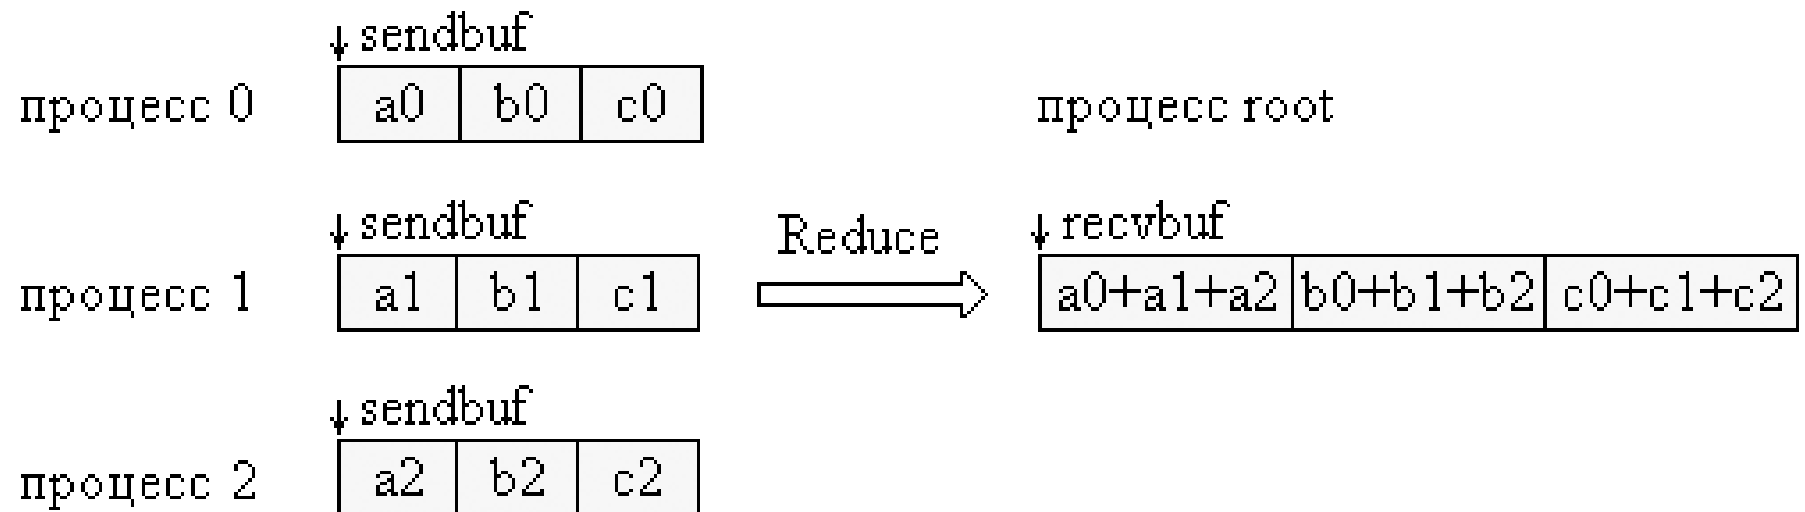 sendbuf
процесс 0 a0 b0 c0 процесс root
sendbuf
Reduce
recvbuf
процесс 1 a1 b1 c1 a0+a1+a2 b0+b1+b2 c0+c1+c2
sendbuf
процесс 2 a2 b2 c2